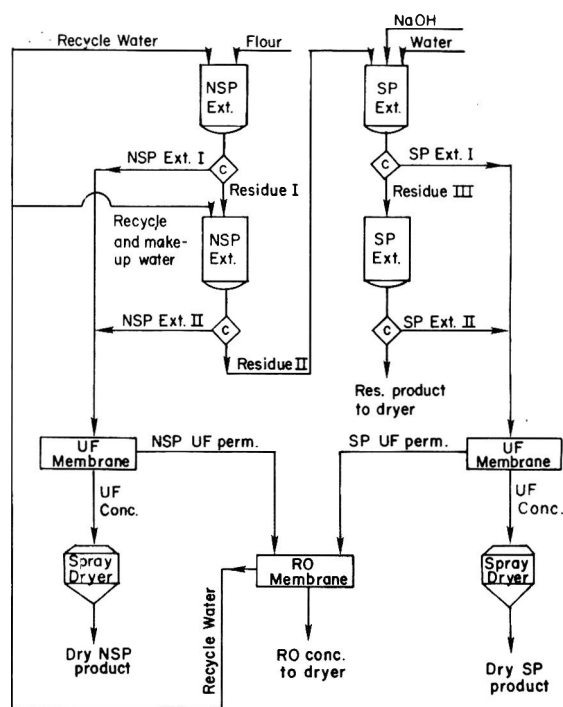 Recycle Water
Flour
NaOH
Water
NSP
Ext.
SP
Ext.
NSP Ext. I
C
C
SP Ext. I
Residue I
Residue III
Recycle
and make-
up water
NSP
Ext.
SP
Ext.
NSP Ext. II
C
C
SP Ext. II
Residue II
Res. product
to dryer
UF
Membrane
NSP UF perm.
SP UF perm.
UF
Membrane
UF
Conc.
UF
Conc.
Spray
Dryer
RO
Membrane
Spray
Dryer
Recycle Water
Dry NSP
product
RO conc.
to dryer
Dry SP
product